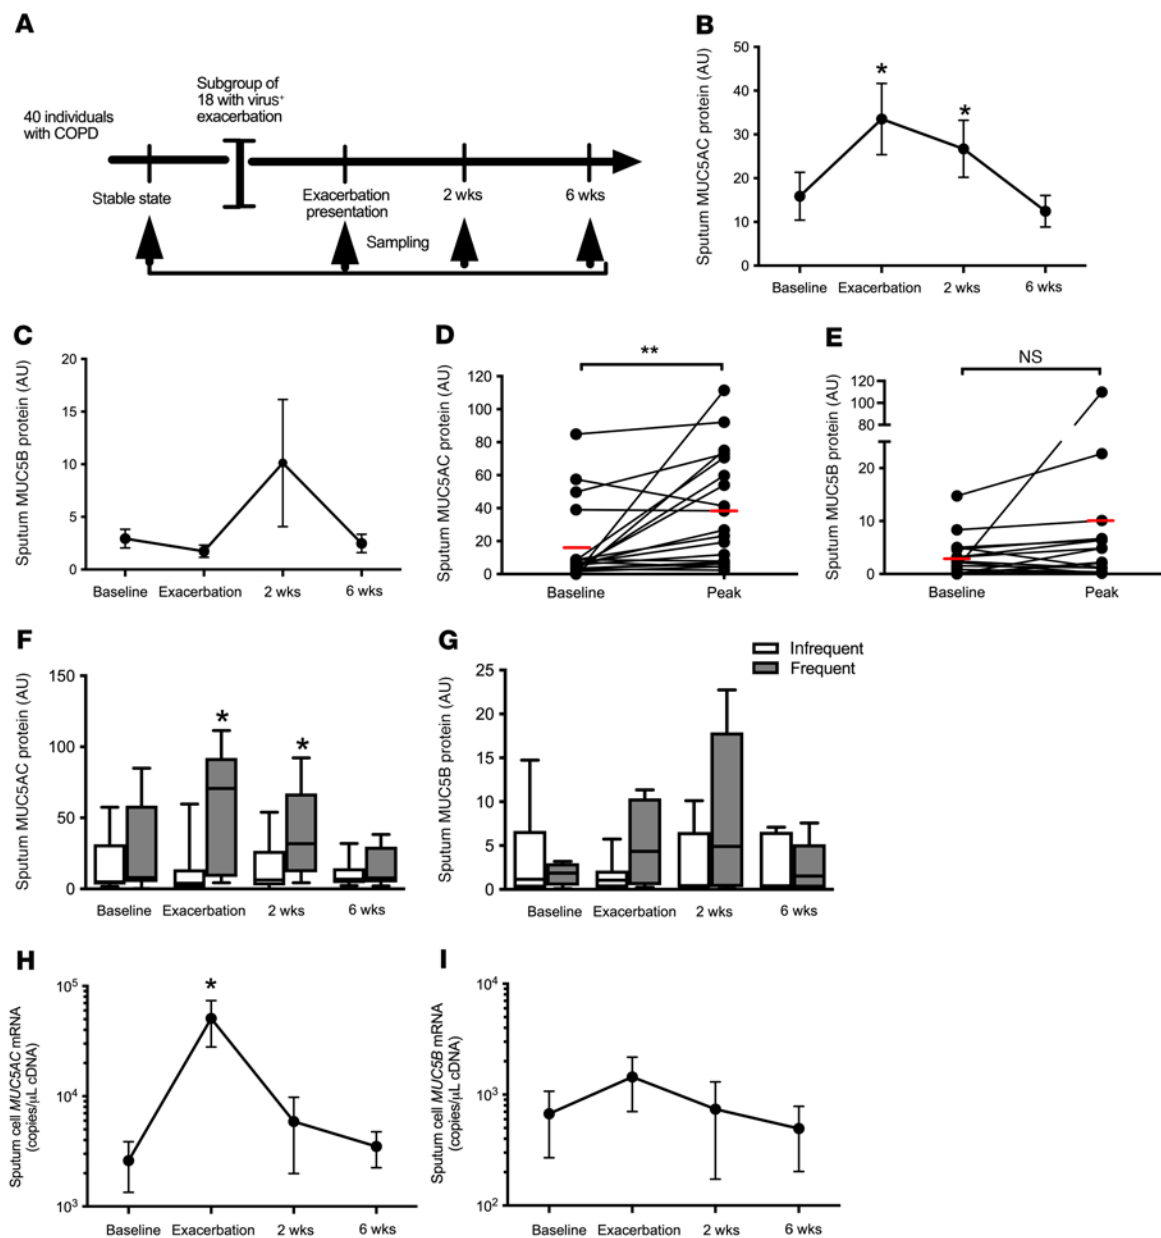 A
40 individuals
with COPD
Subgroup of
18 with virus⁺
exacerbation
Stable state
Exacerbation
presentation
2 wks
6 wks
Sampling
B
Sputum MUC5AC protein (AU)
50
40
30
20
10
0
*
*
Baseline
Exacerbation
2 wks
6 wks
C
Sputum MUC5B protein (AU)
20
15
10
5
0
Baseline
Exacerbation
2 wks
6 wks
D
Sputum MUC5AC protein (AU)
120
100
80
60
40
20
0
**
Baseline
Peak
E
Sputum MUC5B protein (AU)
120
100
80
20
10
0
NS
Baseline
Peak
F
Sputum MUC5AC protein (AU)
150
100
50
0
*
*
Baseline
Exacerbation
2 wks
6 wks
G
Sputum MUC5B protein (AU)
25
20
15
10
5
0
Infrequent
Frequent
Baseline
Exacerbation
2 wks
6 wks
H
Sputum cell MUC5AC mRNA
(copies/μL cDNA)
10⁵
10⁴
10³
*
Baseline
Exacerbation
2 wks
6 wks
I
Sputum cell MUC5B mRNA
(copies/μL cDNA)
10⁴
10³
10²
Baseline
Exacerbation
2 wks
6 wks